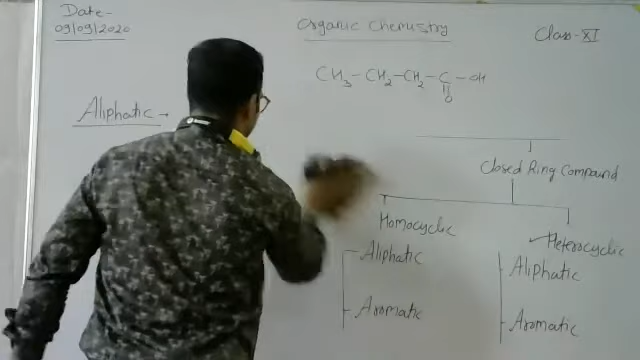 Date-
09/09/2020
Organic Chemistry
Class-XI
CH3-CH2-CH2-C-OH
||
O
Aliphatic
Closed Ring Compound
Homocyclic
Heterocyclic
Aliphatic
Aliphatic
Aromatic
Aromatic